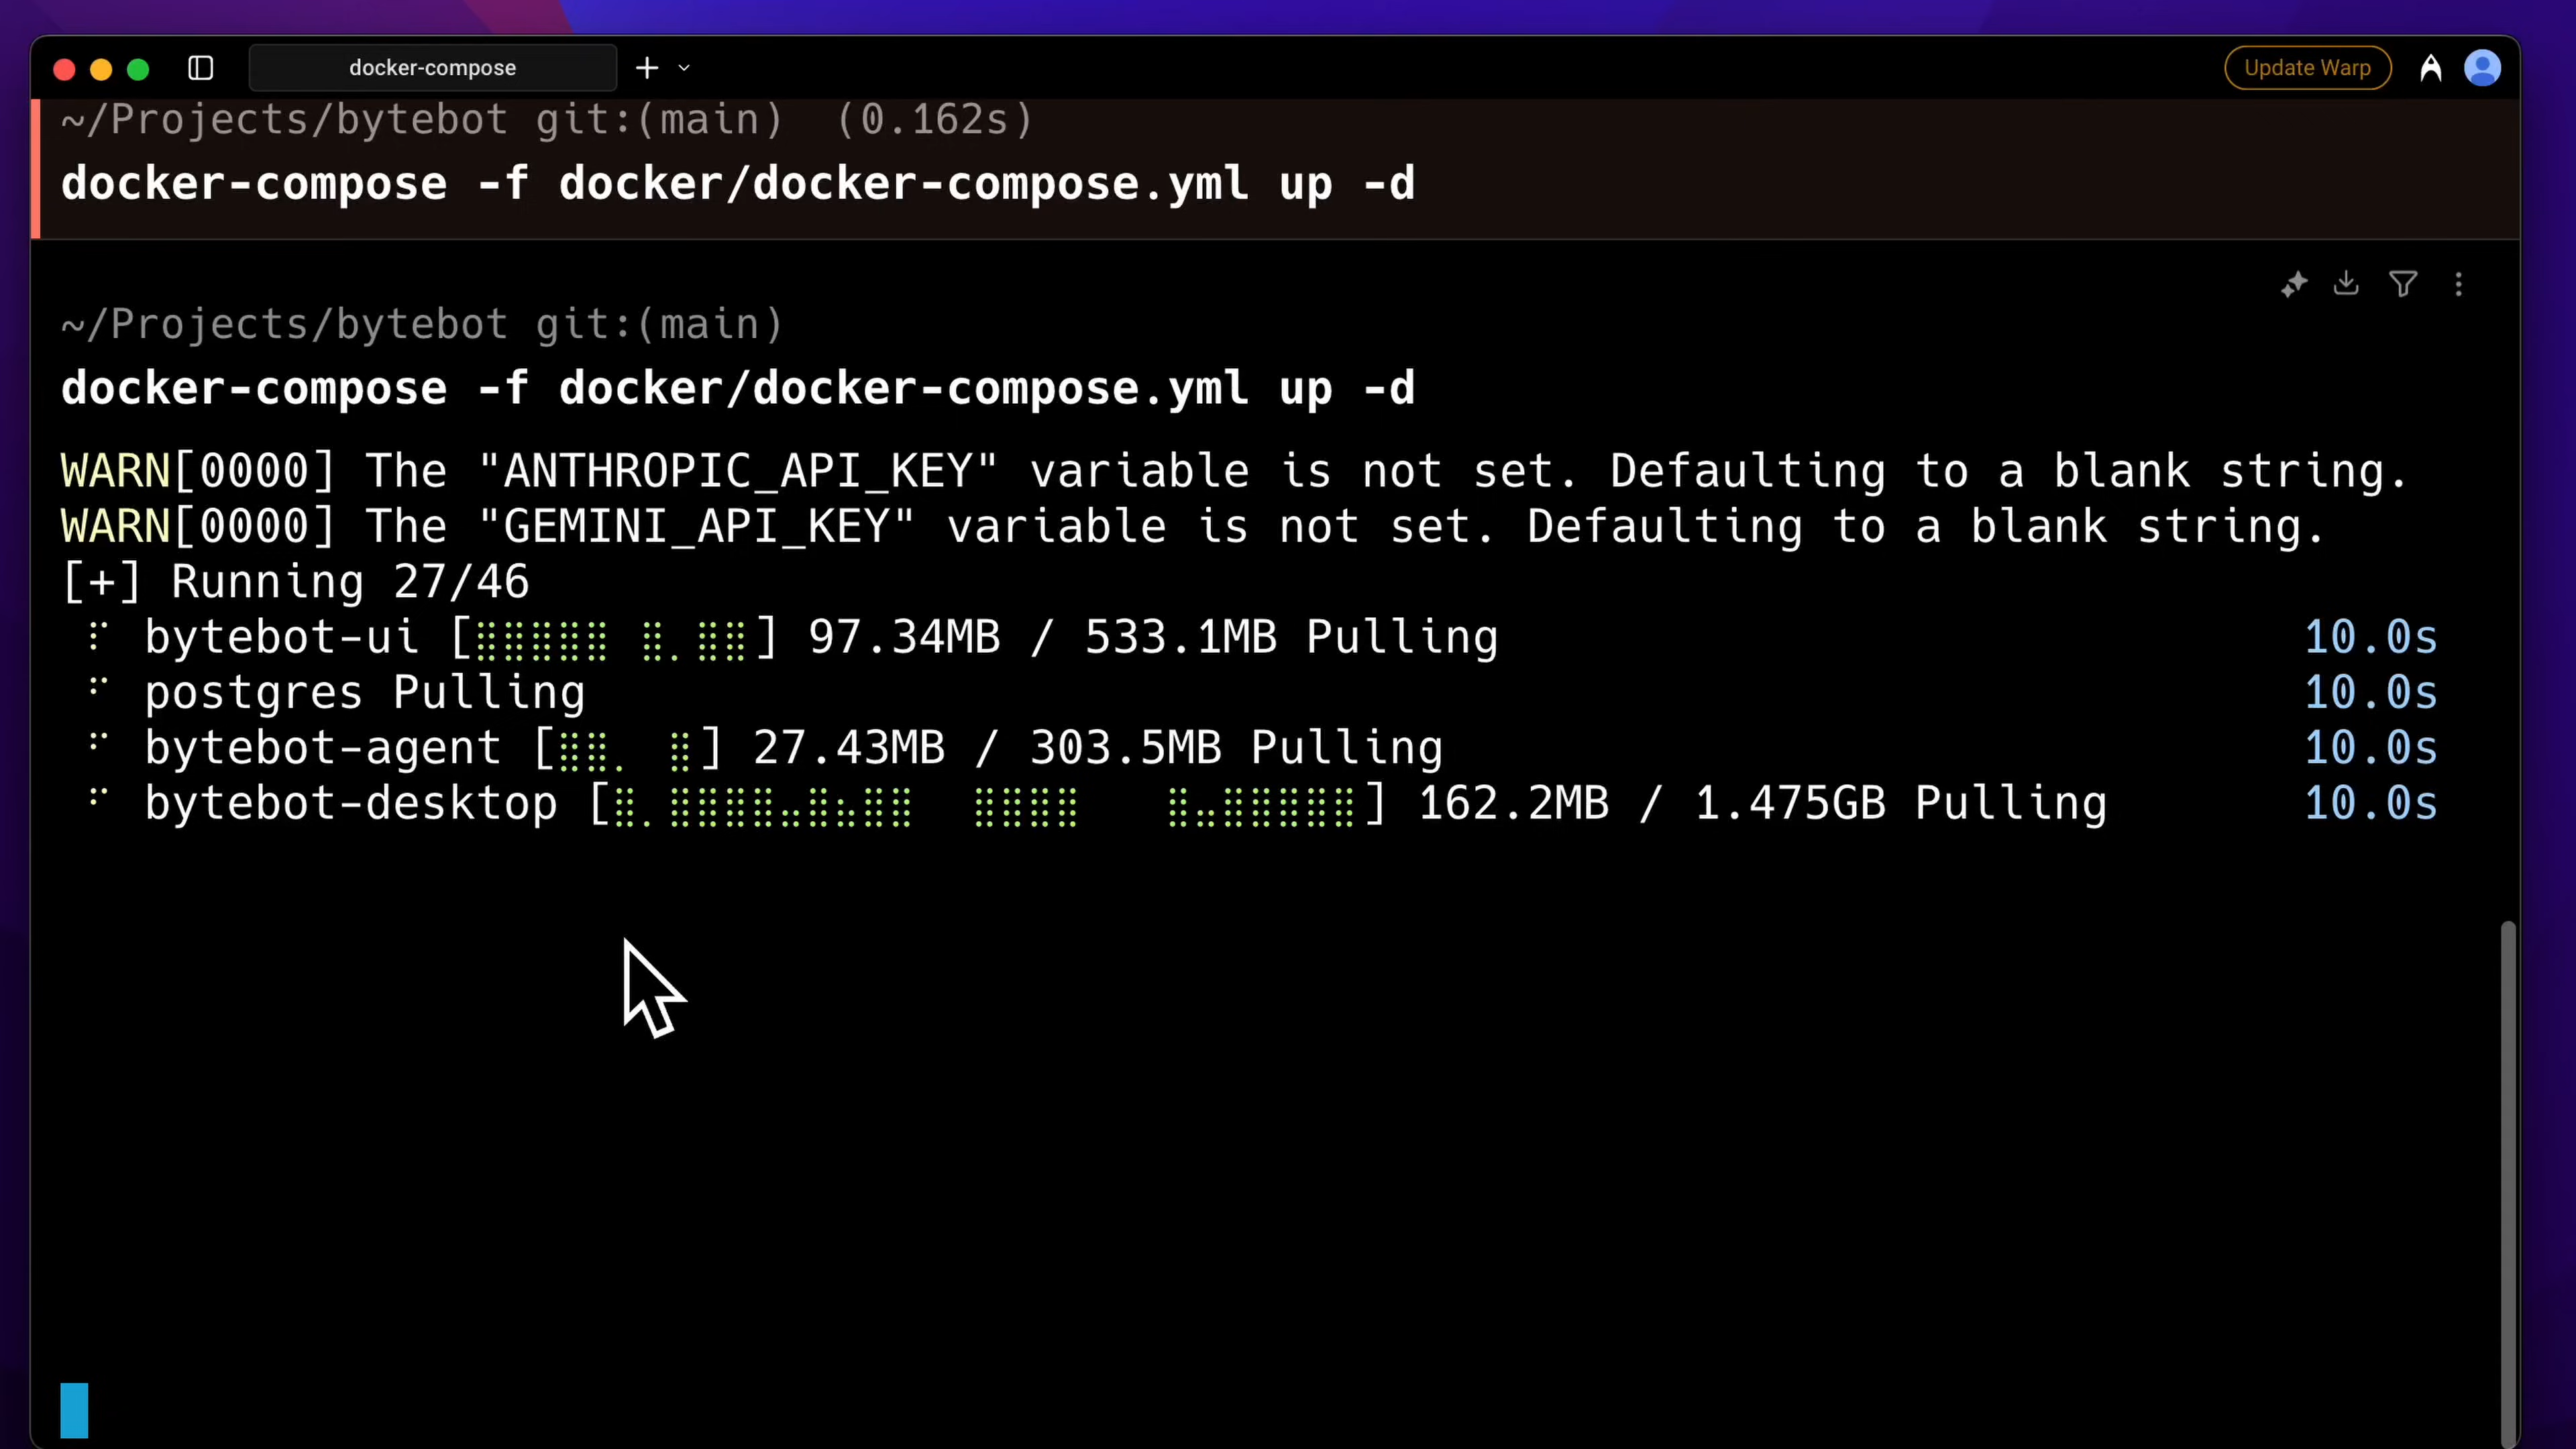 docker-compose
Update Warp
~/Projects/bytebot git:(main) (0.162s)
docker-compose -f docker/docker-compose.yml up -d
~/Projects/bytebot git:(main)
docker-compose -f docker/docker-compose.yml up -d
WARN[0000] The "ANTHROPIC_API_KEY" variable is not set. Defaulting to a blank string.
WARN[0000] The "GEMINI_API_KEY" variable is not set. Defaulting to a blank string.
[+] Running 27/46
bytebot-ui [⣿⣿⣿⣿⣿ ⣿⡀⣿⣿] 97.34MB / 533.1MB Pulling 10.0s
postgres Pulling 10.0s
bytebot-agent [⣿⣿⡀ ⣿] 27.43MB / 303.5MB Pulling 10.0s
bytebot-desktop [⣿⡀⣿⣿⣿⣿⣤⣿⣦⣿⣿ ⣿⣿⣿⣿ ⣿⣤⣿⣿⣿⣿⣿] 162.2MB / 1.475GB Pulling 10.0s